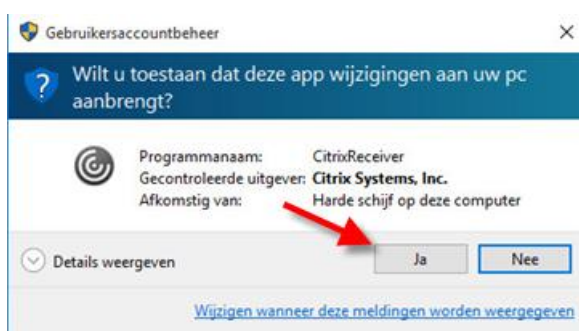 Gebruikersaccountbeheer
Wilt u toestaan dat deze app wijzigingen aan uw pc
aanbrengt?
Programmanaam: CitrixReceiver
Gecontroleerde uitgever: Citrix Systems, Inc.
Afkomstig van: Harde schijf op deze computer
Details weergeven Ja Nee
Wijzigen wanneer deze meldingen worden weergegeven